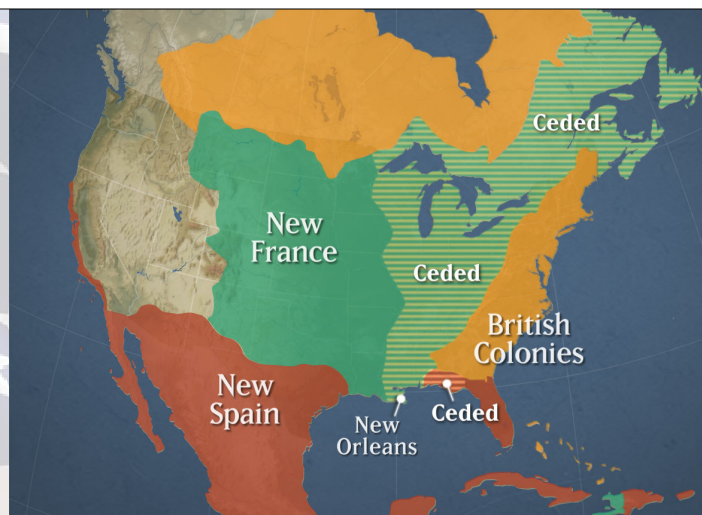 Ceded
New
France
Ceded
British
Colonies
New
Spain
Ceded
New
Orleans